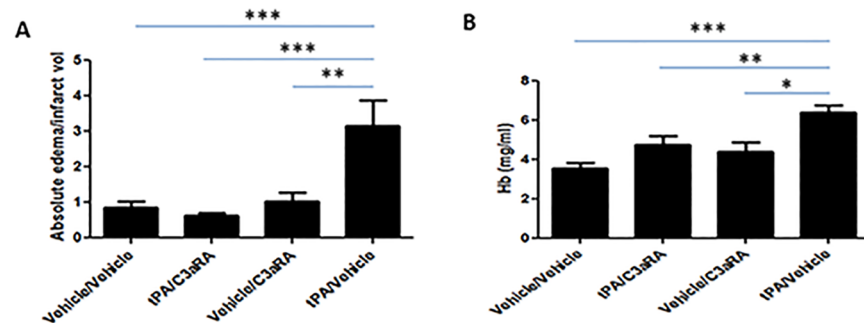 A
***
***
**
Absolute edema/infarct vol
5
4
3
2
1
0
Vehicle/Vehicle
tPA/C3aRA
Vehicle/C3aRA
tPA/Vehicle
B
***
**
*
Hb (mg/ml)
8
6
4
2
0
Vehicle/Vehicle
tPA/C3aRA
Vehicle/C3aRA
tPA/Vehicle